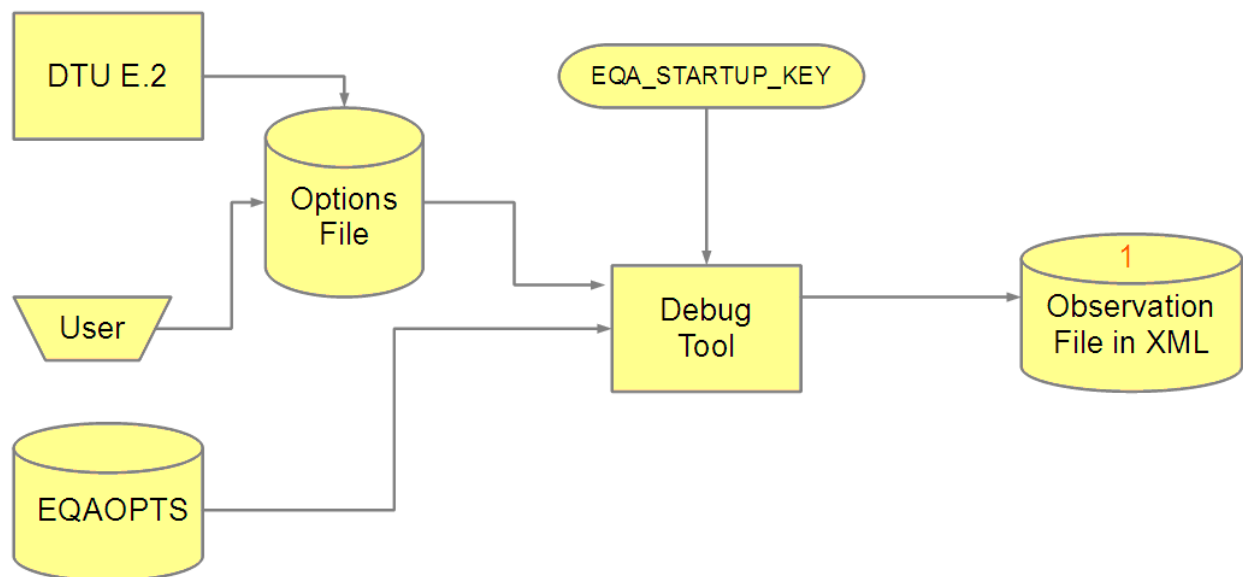 DTU E.2
EQA_STARTUP_KEY
Options
File
User
EQAOPTS
Debug
Tool
1
Observation
File in XML